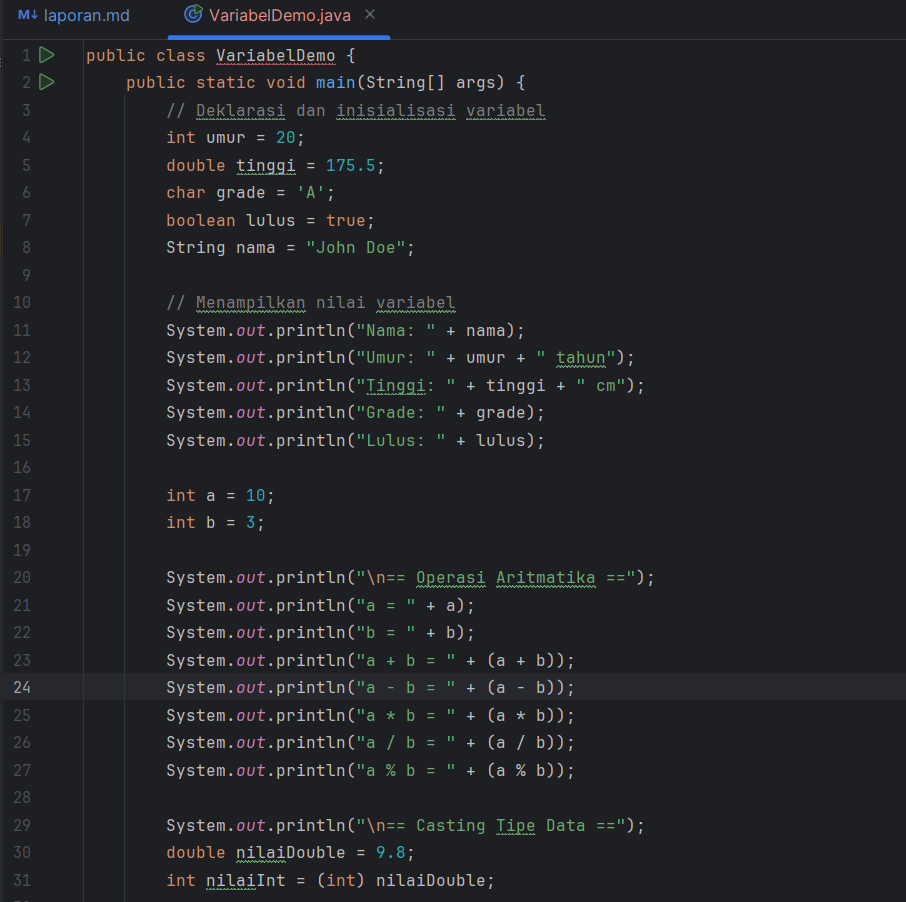 M↓ laporan.md
VariabelDemo.java ×
1 public class VariabelDemo {
2     public static void main(String[] args) {
3         // Deklarasi dan inisialisasi variabel
4         int umur = 20;
5         double tinggi = 175.5;
6         char grade = 'A';
7         boolean lulus = true;
8         String nama = "John Doe";
9
10         // Menampilkan nilai variabel
11         System.out.println("Nama: " + nama);
12         System.out.println("Umur: " + umur + " tahun");
13         System.out.println("Tinggi: " + tinggi + " cm");
14         System.out.println("Grade: " + grade);
15         System.out.println("Lulus: " + lulus);
16
17         int a = 10;
18         int b = 3;
19
20         System.out.println("\n== Operasi Aritmatika ==");
21         System.out.println("a = " + a);
22         System.out.println("b = " + b);
23         System.out.println("a + b = " + (a + b));
24         System.out.println("a - b = " + (a - b));
25         System.out.println("a * b = " + (a * b));
26         System.out.println("a / b = " + (a / b));
27         System.out.println("a % b = " + (a % b));
28
29         System.out.println("\n== Casting Tipe Data ==");
30         double nilaiDouble = 9.8;
31         int nilaiInt = (int) nilaiDouble;